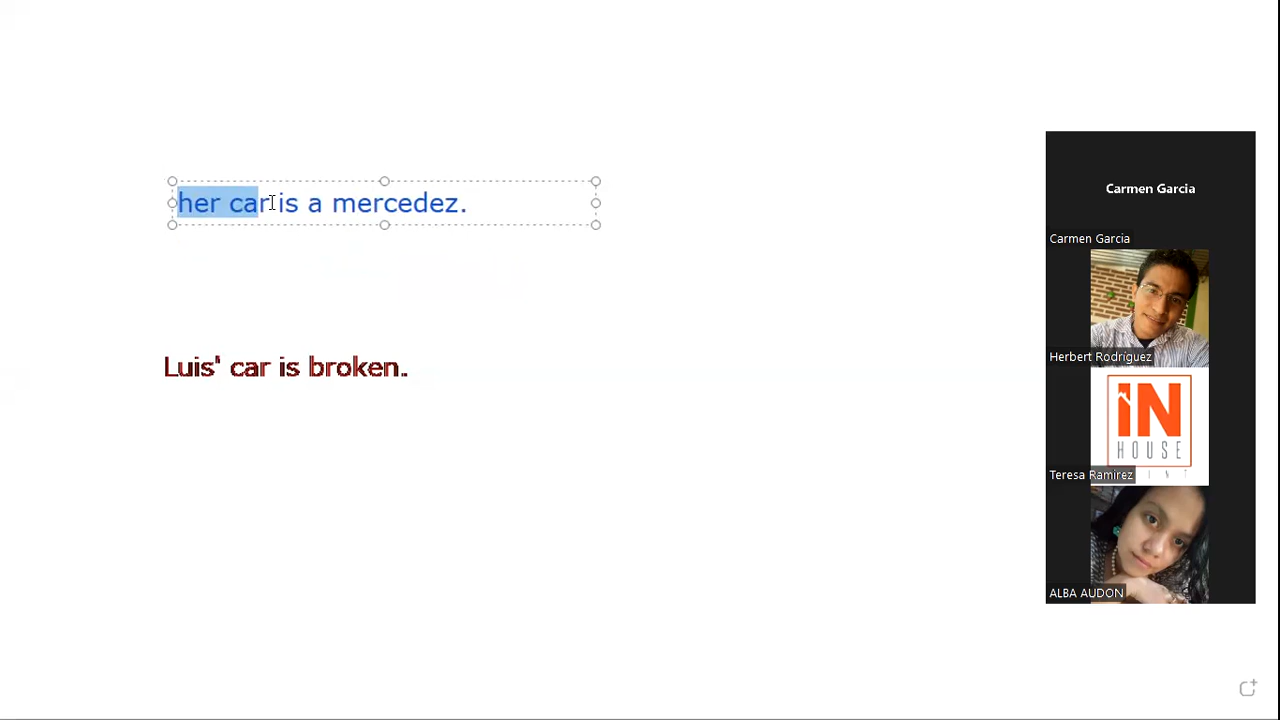 her car is a mercedez.
Luis' car is broken..
Carmen Garcia
Carmen Garcia
Herbert Rodríguez
iN
HOUSE
Teresa Ramirez
ALBA AUDON